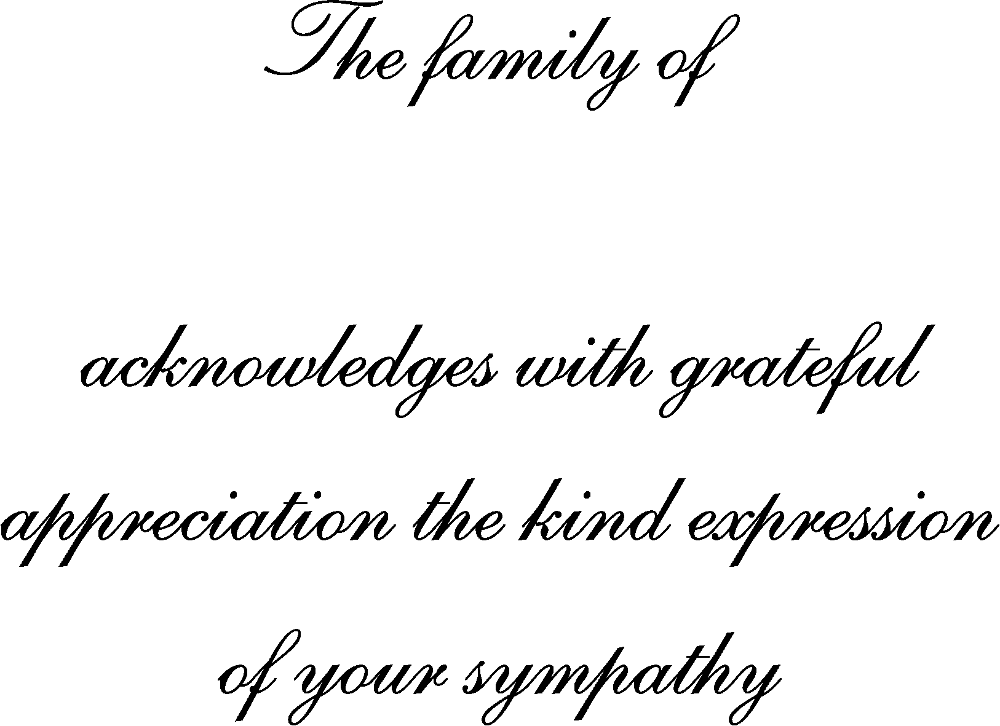 The family of
acknowledges with grateful
appreciation the kind expression
of your sympathy